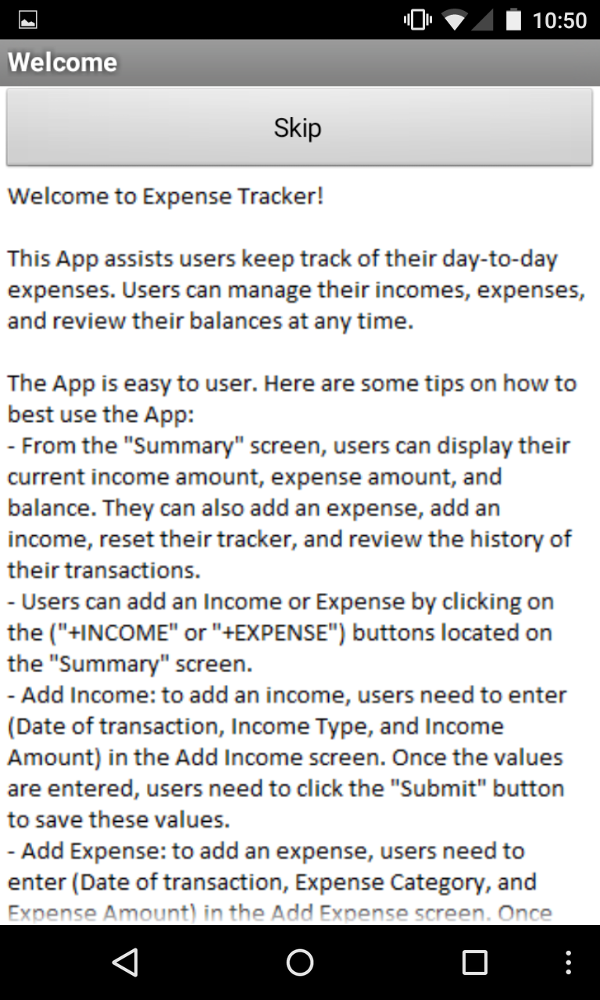 10:50
Welcome
Skip
Welcome to Expense Tracker!
This App assists users keep track of their day-to-day
expenses. Users can manage their incomes, expenses,
and review their balances at any time.
The App is easy to user. Here are some tips on how to
best use the App:
- From the "Summary" screen, users can display their
current income amount, expense amount, and
balance. They can also add an expense, add an
income, reset their tracker, and review the history of
their transactions.
- Users can add an Income or Expense by clicking on
the ("+INCOME" or "+EXPENSE") buttons located on
the "Summary" screen.
- Add Income: to add an income, users need to enter
(Date of transaction, Income Type, and Income
Amount) in the Add Income screen. Once the values
are entered, users need to click the "Submit" button
to save these values.
- Add Expense: to add an expense, users need to
enter (Date of transaction, Expense Category, and
Expense Amount) in the Add Expense screen. Once